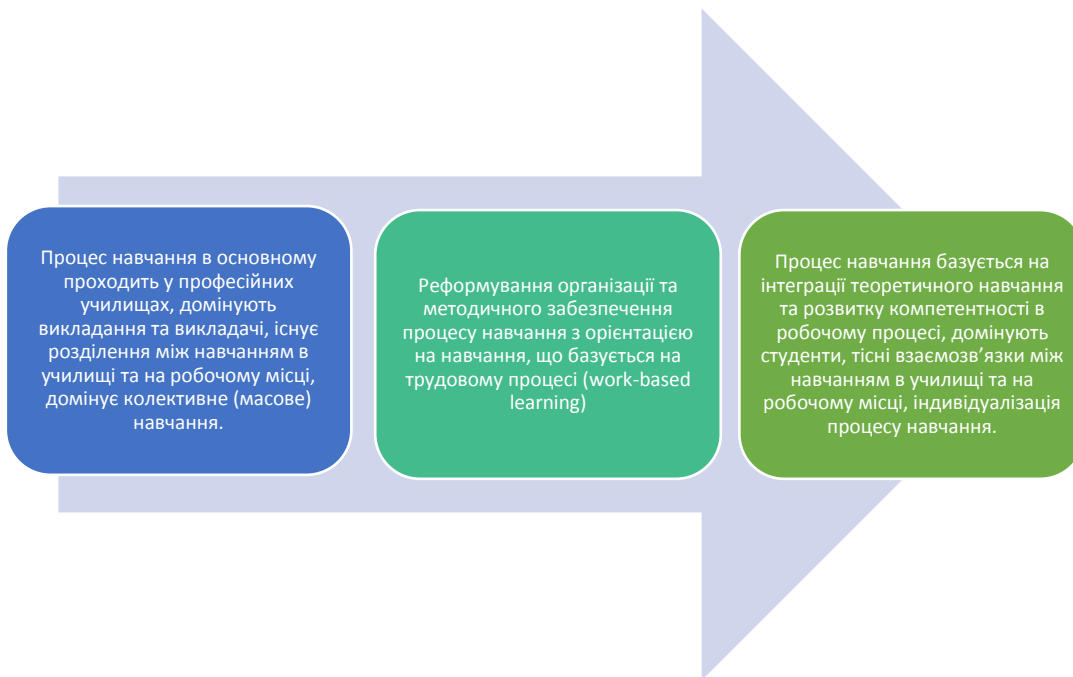 Процес навчання в основному
проходить у професійних
училищах, домінують
викладання та викладачі, існує
розділення між навчанням в
училищі та на робочому місці,
домінує колективне (масове)
навчання.
Реформування організації та
методичного забезпечення
процесу навчання з орієнтацією
на навчання, що базується на
трудовому процесі (work-based
learning)
Процес навчання базується на
інтеграції теоретичного навчання
та розвитку компетентності в
робочому процесі, домінують
студенти, тісні взаємозв’язки між
навчанням в училищі та на
робочому місці, індивідуалізація
процесу навчання.